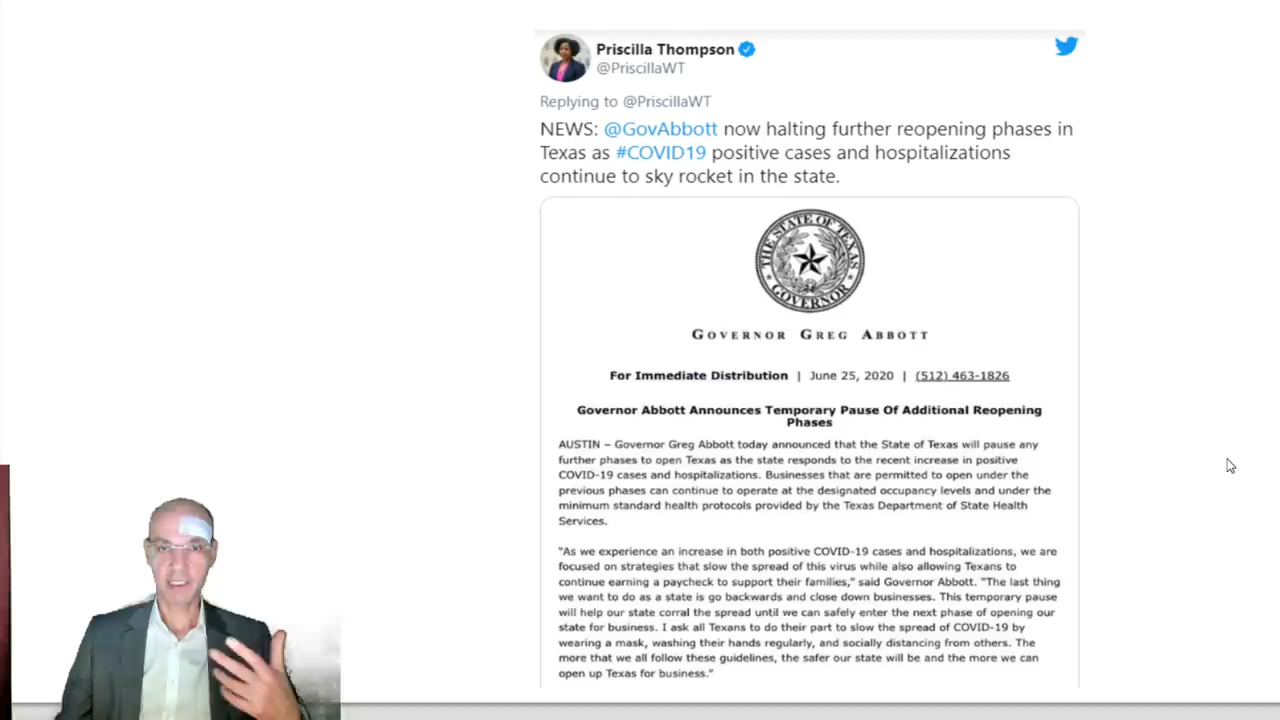 Priscilla Thompson
@PriscillaWT
Replying to @PriscillaWT
NEWS: @GovAbbott now halting further reopening phases in
Texas as #COVID19 positive cases and hospitalizations
continue to sky rocket in the state.
THE STATE OF TEXAS
GOVERNOR
GOVERNOR GREG ABBOTT
For Immediate Distribution | June 25, 2020 | (512) 463-1826
Governor Abbott Announces Temporary Pause Of Additional Reopening
Phases
AUSTIN – Governor Greg Abbott today announced that the State of Texas will pause any
further phases to open Texas as the state responds to the recent increase in positive
COVID-19 cases and hospitalizations. Businesses that are permitted to open under the
previous phases can continue to operate at the designated occupancy levels and under the
minimum standard health protocols provided by the Texas Department of State Health
Services.
"As we experience an increase in both positive COVID-19 cases and hospitalizations, we are
focused on strategies that slow the spread of this virus while also allowing Texans to
continue earning a paycheck to support their families," said Governor Abbott. "The last thing
we want to do as a state is go backwards and close down businesses. This temporary pause
will help our state corral the spread until we can safely enter the next phase of opening our
state for business. I ask all Texans to do their part to slow the spread of COVID-19 by
wearing a mask, washing their hands regularly, and socially distancing from others. The
more that we all follow these guidelines, the safer our state will be and the more we can
open up Texas for business."